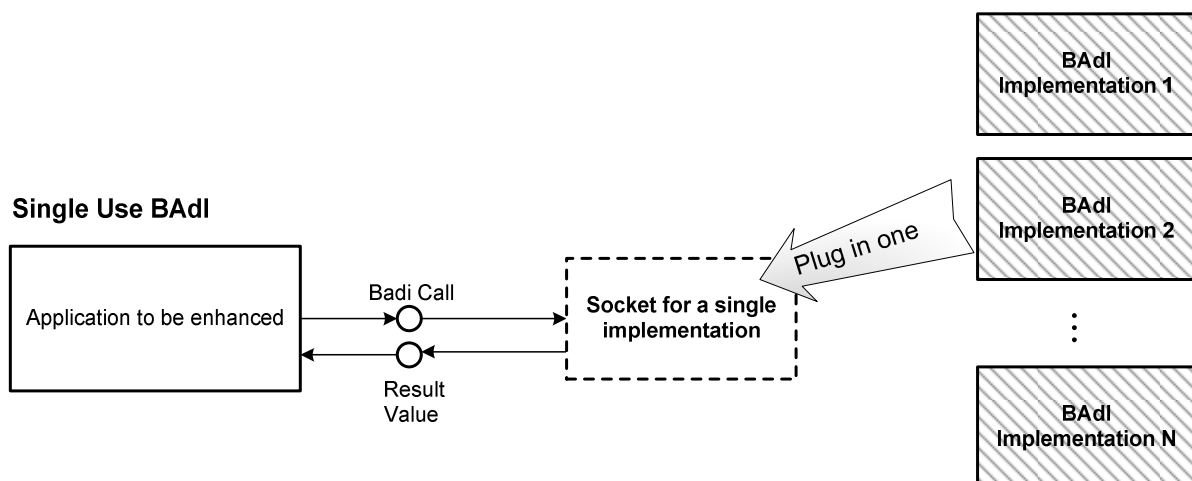 BAdI
Implementation 1
Single Use BAdI
BAdI
Implementation 2
Plug in one
Application to be enhanced
Badi Call
Socket for a single
implementation
Result
Value
BAdI
Implementation N